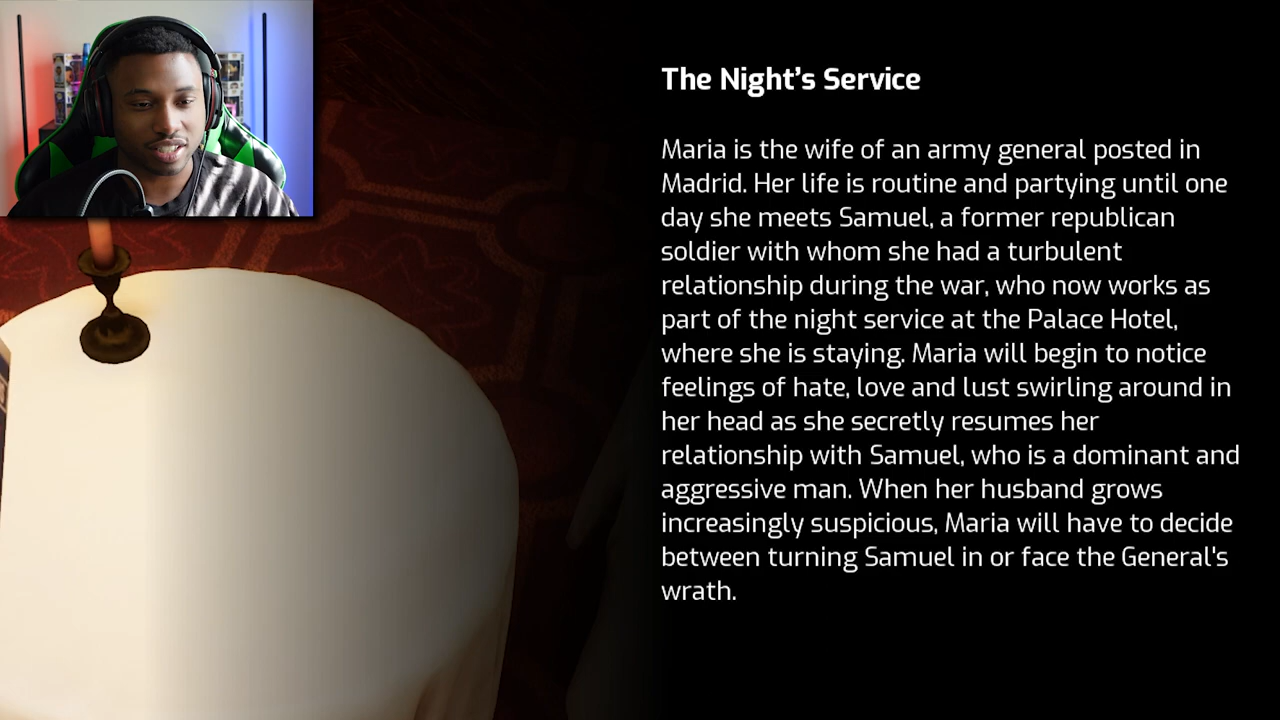 The Night's Service
Maria is the wife of an army general posted in
Madrid. Her life is routine and partying until one
day she meets Samuel, a former republican
soldier with whom she had a turbulent
relationship during the war, who now works as
part of the night service at the Palace Hotel,
where she is staying. Maria will begin to notice
feelings of hate, love and lust swirling around in
her head as she secretly resumes her
relationship with Samuel, who is a dominant and
aggressive man. When her husband grows
increasingly suspicious, Maria will have to decide
between turning Samuel in or face the General's
wrath.